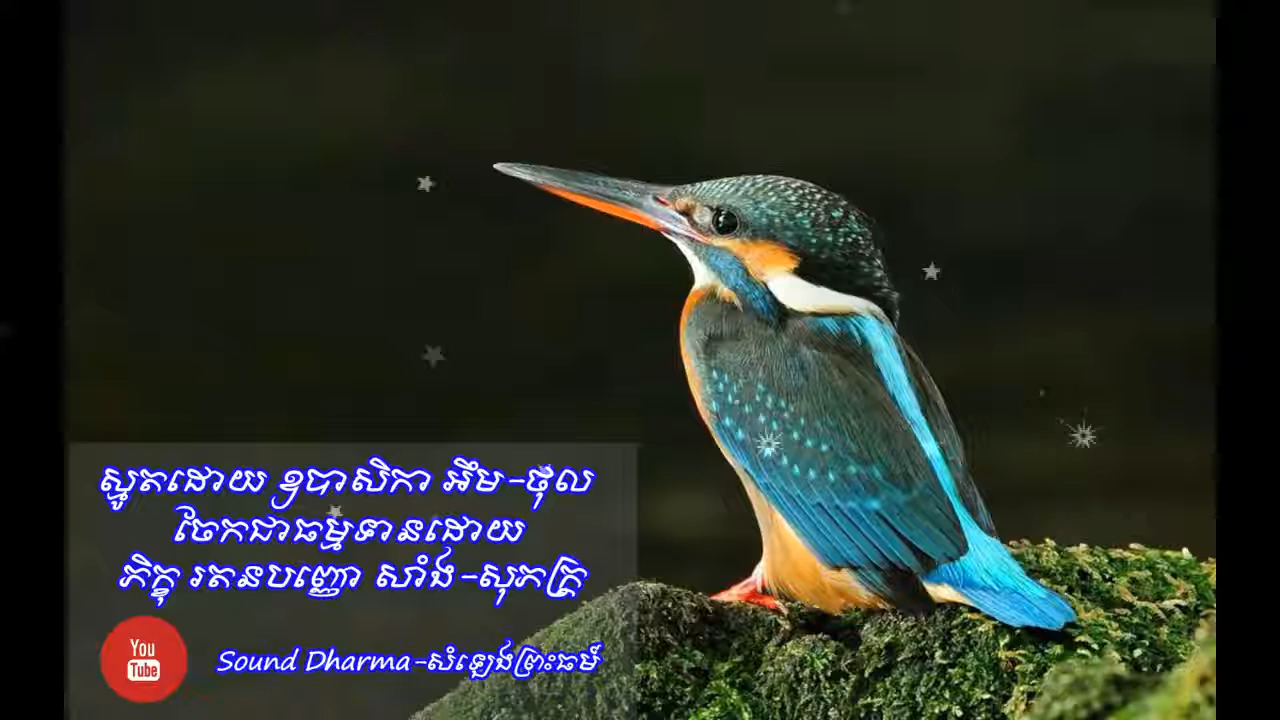 ស្មូតដោយ ឧបាសិកា អឹម-ថុល
ចែកជាធម្មទានដោយ
ភិក្ខុ រតនបញ្ញោ សាំង-សុភក្ត្រ
You
Tube
Sound Dharma-សំឡេងព្រះធម៌